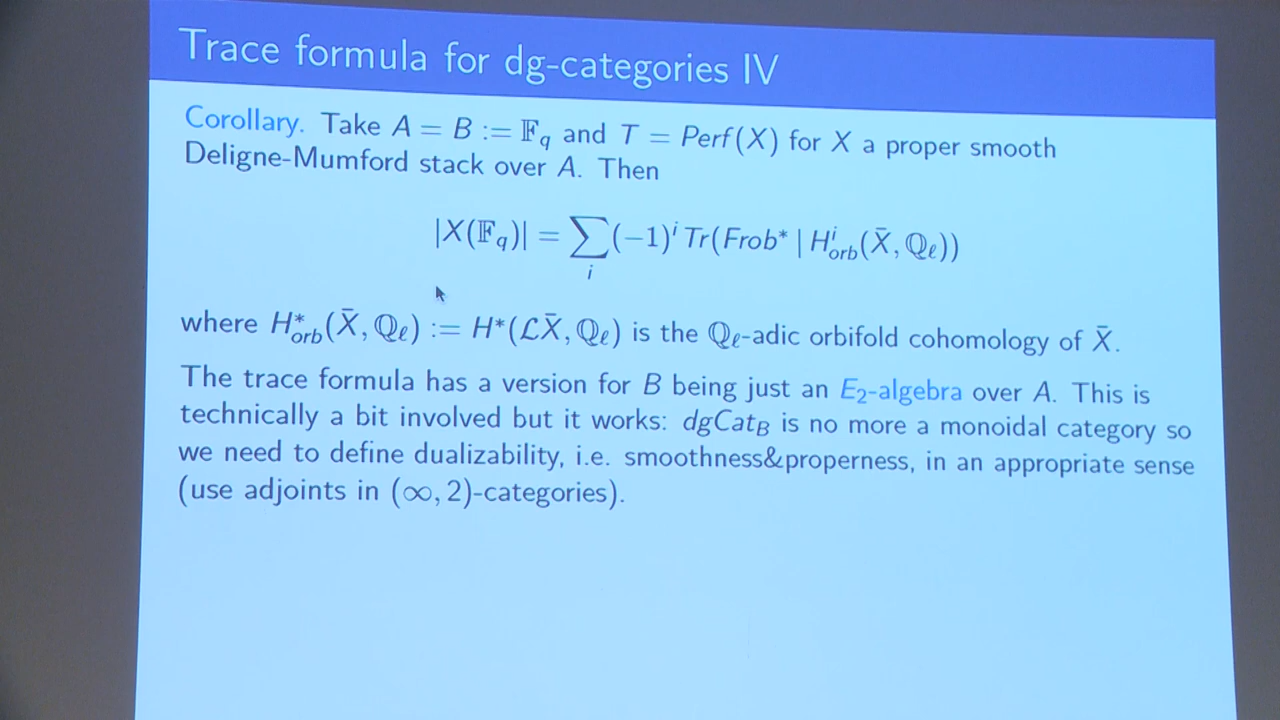 Trace formula for dg-categories IV
Corollary. Take A = B := 𝔽_q and T = Perf(X) for X a proper smooth
Deligne-Mumford stack over A. Then
|X(𝔽_q)| = ∑_i (−1)^i Tr(Frob* | H^i_orb(X̄, ℚ_ℓ))
where H*_orb(X̄, ℚ_ℓ) := H*(ℒX̄, ℚ_ℓ) is the ℚ_ℓ-adic orbifold cohomology of X̄.
The trace formula has a version for B being just an E_2-algebra over A. This is
technically a bit involved but it works: dgCat_B is no more a monoidal category so
we need to define dualizability, i.e. smoothness&properness, in an appropriate sense
(use adjoints in (∞, 2)-categories).